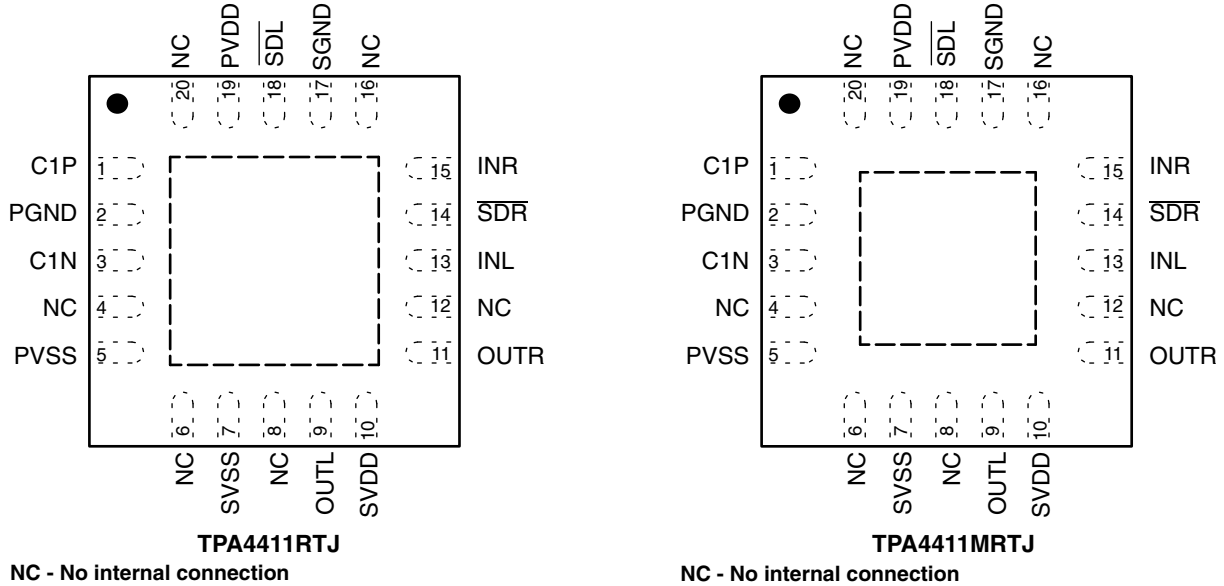 NC PVDD SDL SGND NC
20 19 18 17 16
C1P 1 15 INR
PGND 2 14 SDR
C1N 3 13 INL
NC 4 12 NC
PVSS 5 11 OUTR
6 7 8 9 10
NC SVSS NC OUTL SVDD
TPA4411RTJ
NC - No internal connection
NC PVDD SDL SGND NC
20 19 18 17 16
C1P 1 15 INR
PGND 2 14 SDR
C1N 3 13 INL
NC 4 12 NC
PVSS 5 11 OUTR
6 7 8 9 10
NC SVSS NC OUTL SVDD
TPA4411MRTJ
NC - No internal connection